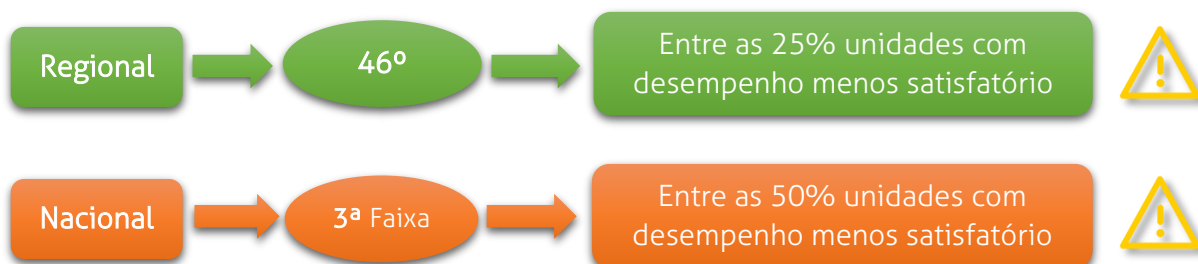 Regional
46º
Entre as 25% unidades com
desempenho menos satisfatório
Nacional
3ª Faixa
Entre as 50% unidades com
desempenho menos satisfatório